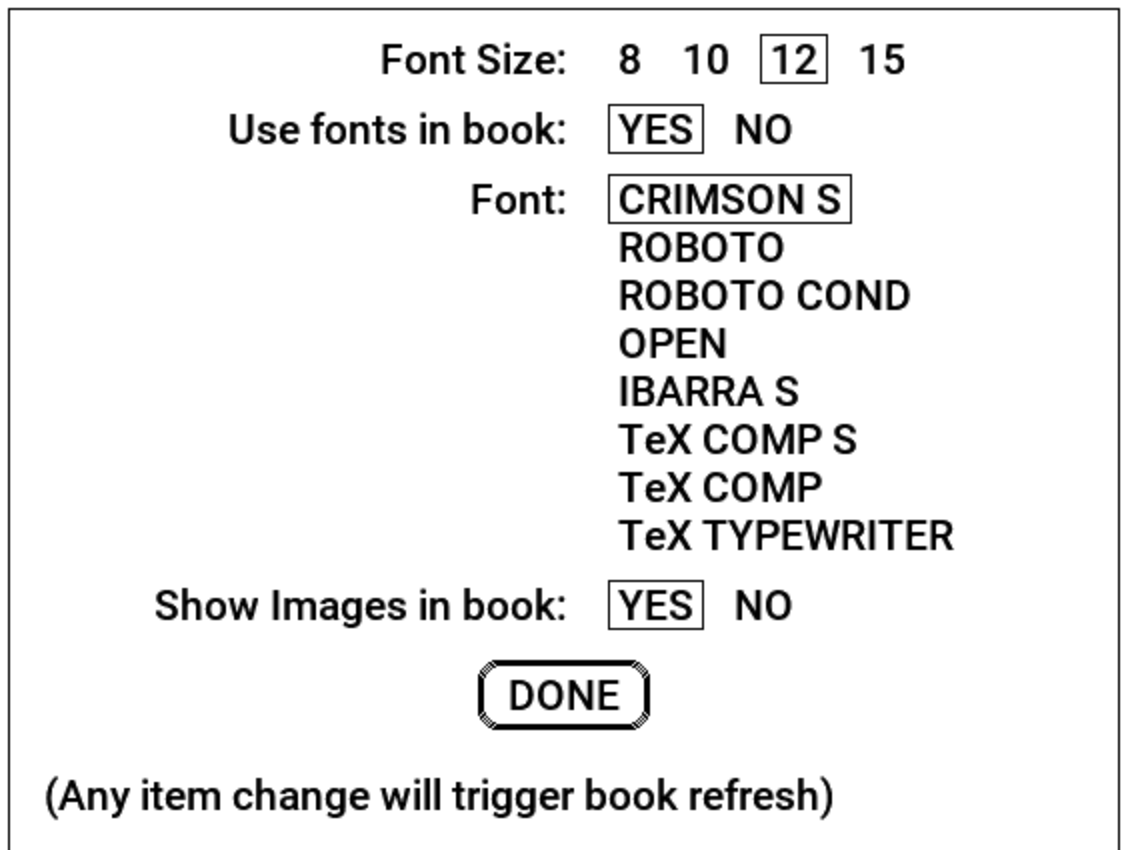 Font Size: 8 10 12 15
Use fonts in book: YES NO
Font: CRIMSON S
ROBOTO
ROBOTO COND
OPEN
IBARRA S
TeX COMP S
TeX COMP
TeX TYPEWRITER
Show Images in book: YES NO
DONE
(Any item change will trigger book refresh)